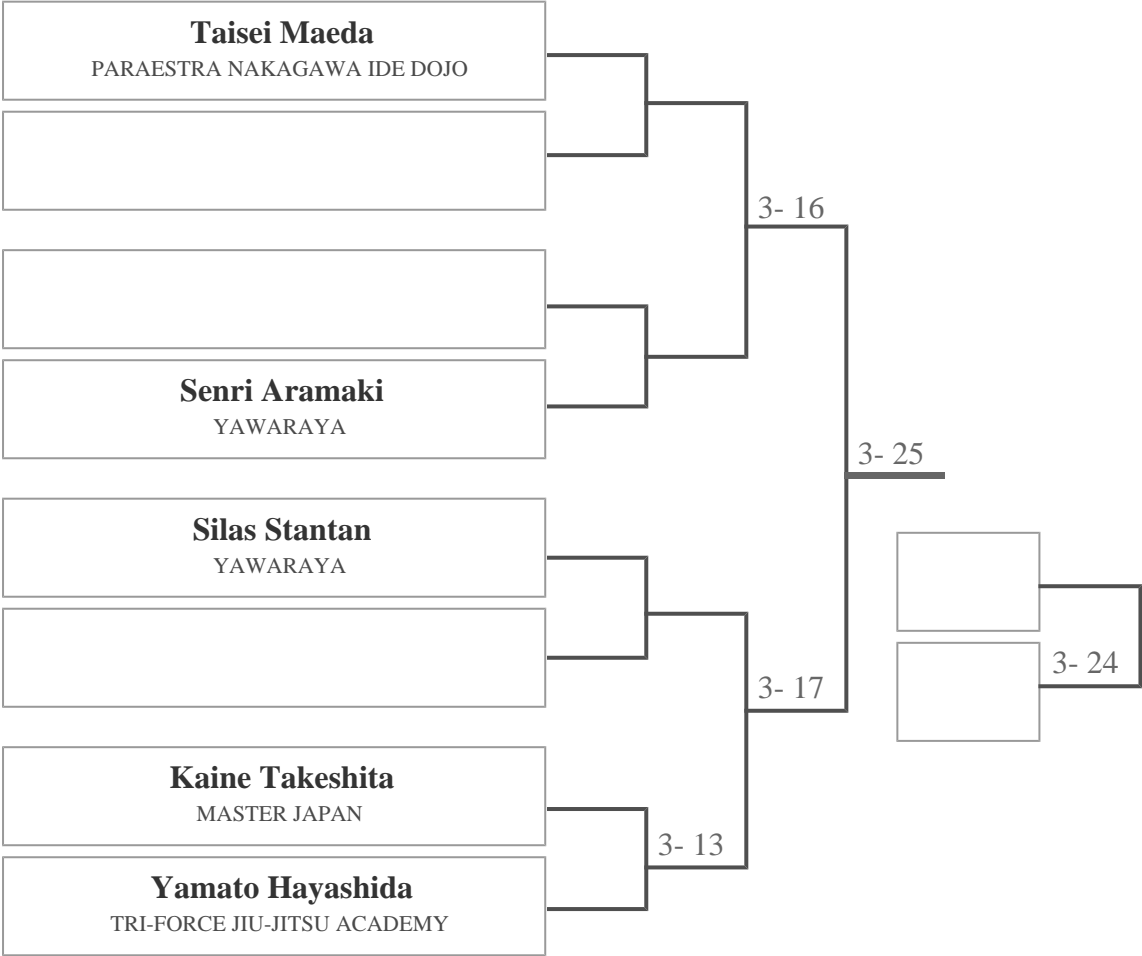 Taisei Maeda
PARAESTRA NAKAGAWA IDE DOJO
3- 16
Senri Aramaki
YAWARAYA
3- 25
Silas Stantan
YAWARAYA
3- 24
3- 17
Kaine Takeshita
MASTER JAPAN
3- 13
Yamato Hayashida
TRI-FORCE JIU-JITSU ACADEMY